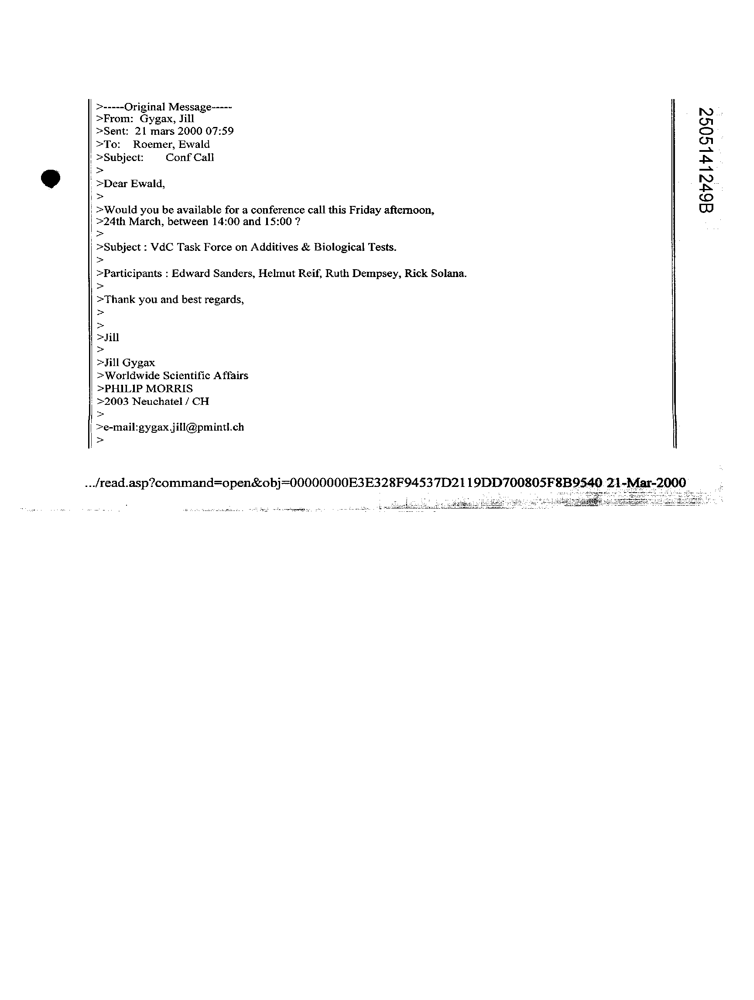 >-----Original Message-----
>From: Gygax, Jill
>Sent: 21 mars 2000 07:59
>To: Roemer, Ewald
>Subject: Conf Call
>
>Dear Ewald,
>
>Would you be available for a conference call this Friday afternoon,
>24th March, between 14:00 and 15:00 ?
>
>Subject : VdC Task Force on Additives & Biological Tests.
>
>Participants : Edward Sanders, Helmut Reif, Ruth Dempsey, Rick Solana.
>
>Thank you and best regards,
>
>
>Jill
>
>Jill Gygax
>Worldwide Scientific Affairs
>PHILIP MORRIS
>2003 Neuchatel / CH
>
>e-mail:gygax.jill@pmintl.ch
>
.../read.asp?command=open&obj=00000000E3E328F94537D2119DD700805F8B9540 21-Mar-2000
2505141249B